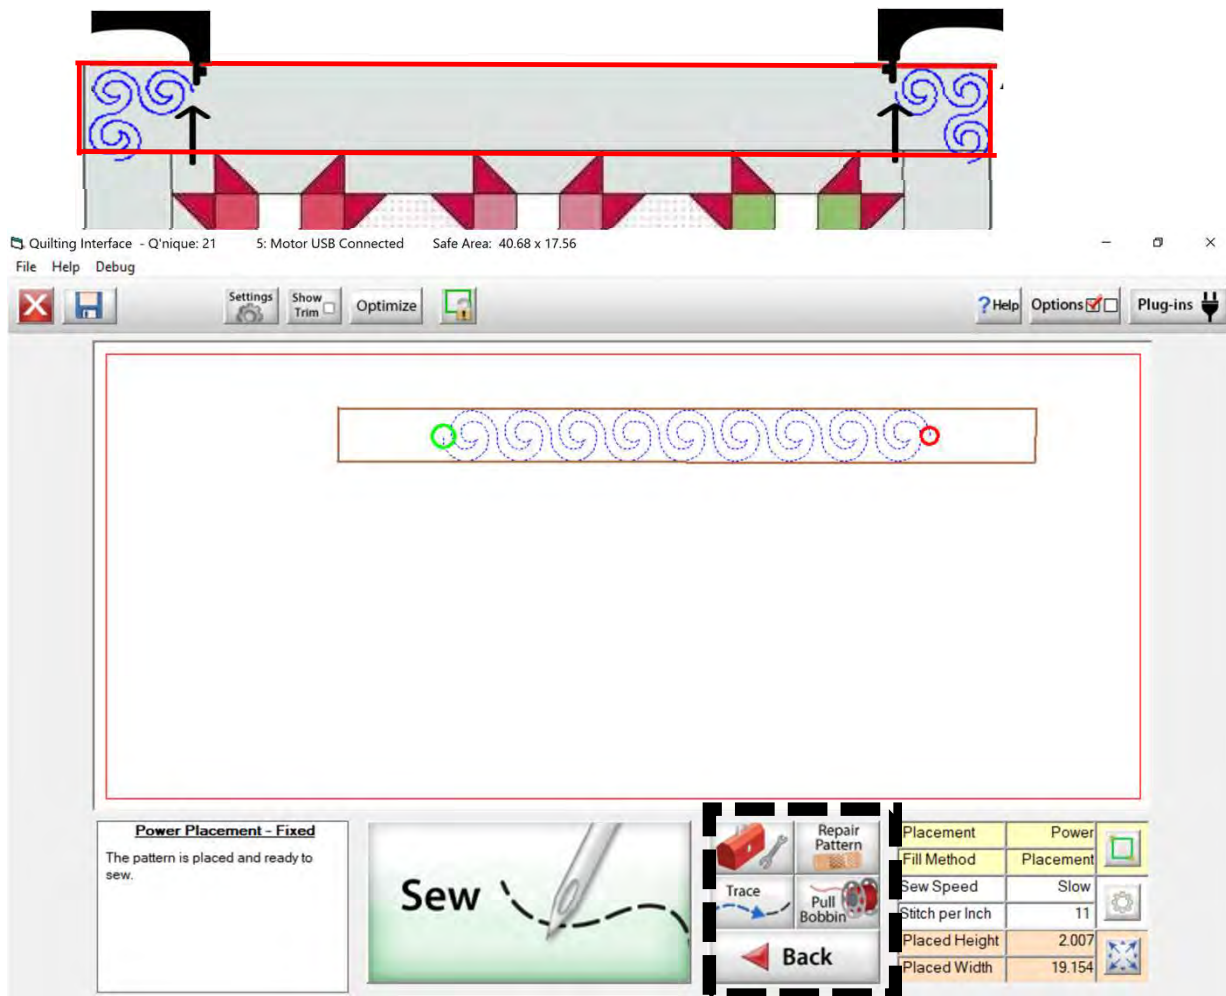 Quilting Interface - Q'nique: 21 5: Motor USB Connected Safe Area: 40.68 x 17.56
File Help Debug
Settings
Show
Trim
Optimize
? Help
Options
Plug-ins
Power Placement - Fixed
The pattern is placed and ready to
sew.
Sew
Repair
Pattern
Trace
Pull
Bobbin
Back
Placement Power
Fill Method Placement
Sew Speed Slow
Stitch per Inch 11
Placed Height 2.007
Placed Width 19.154